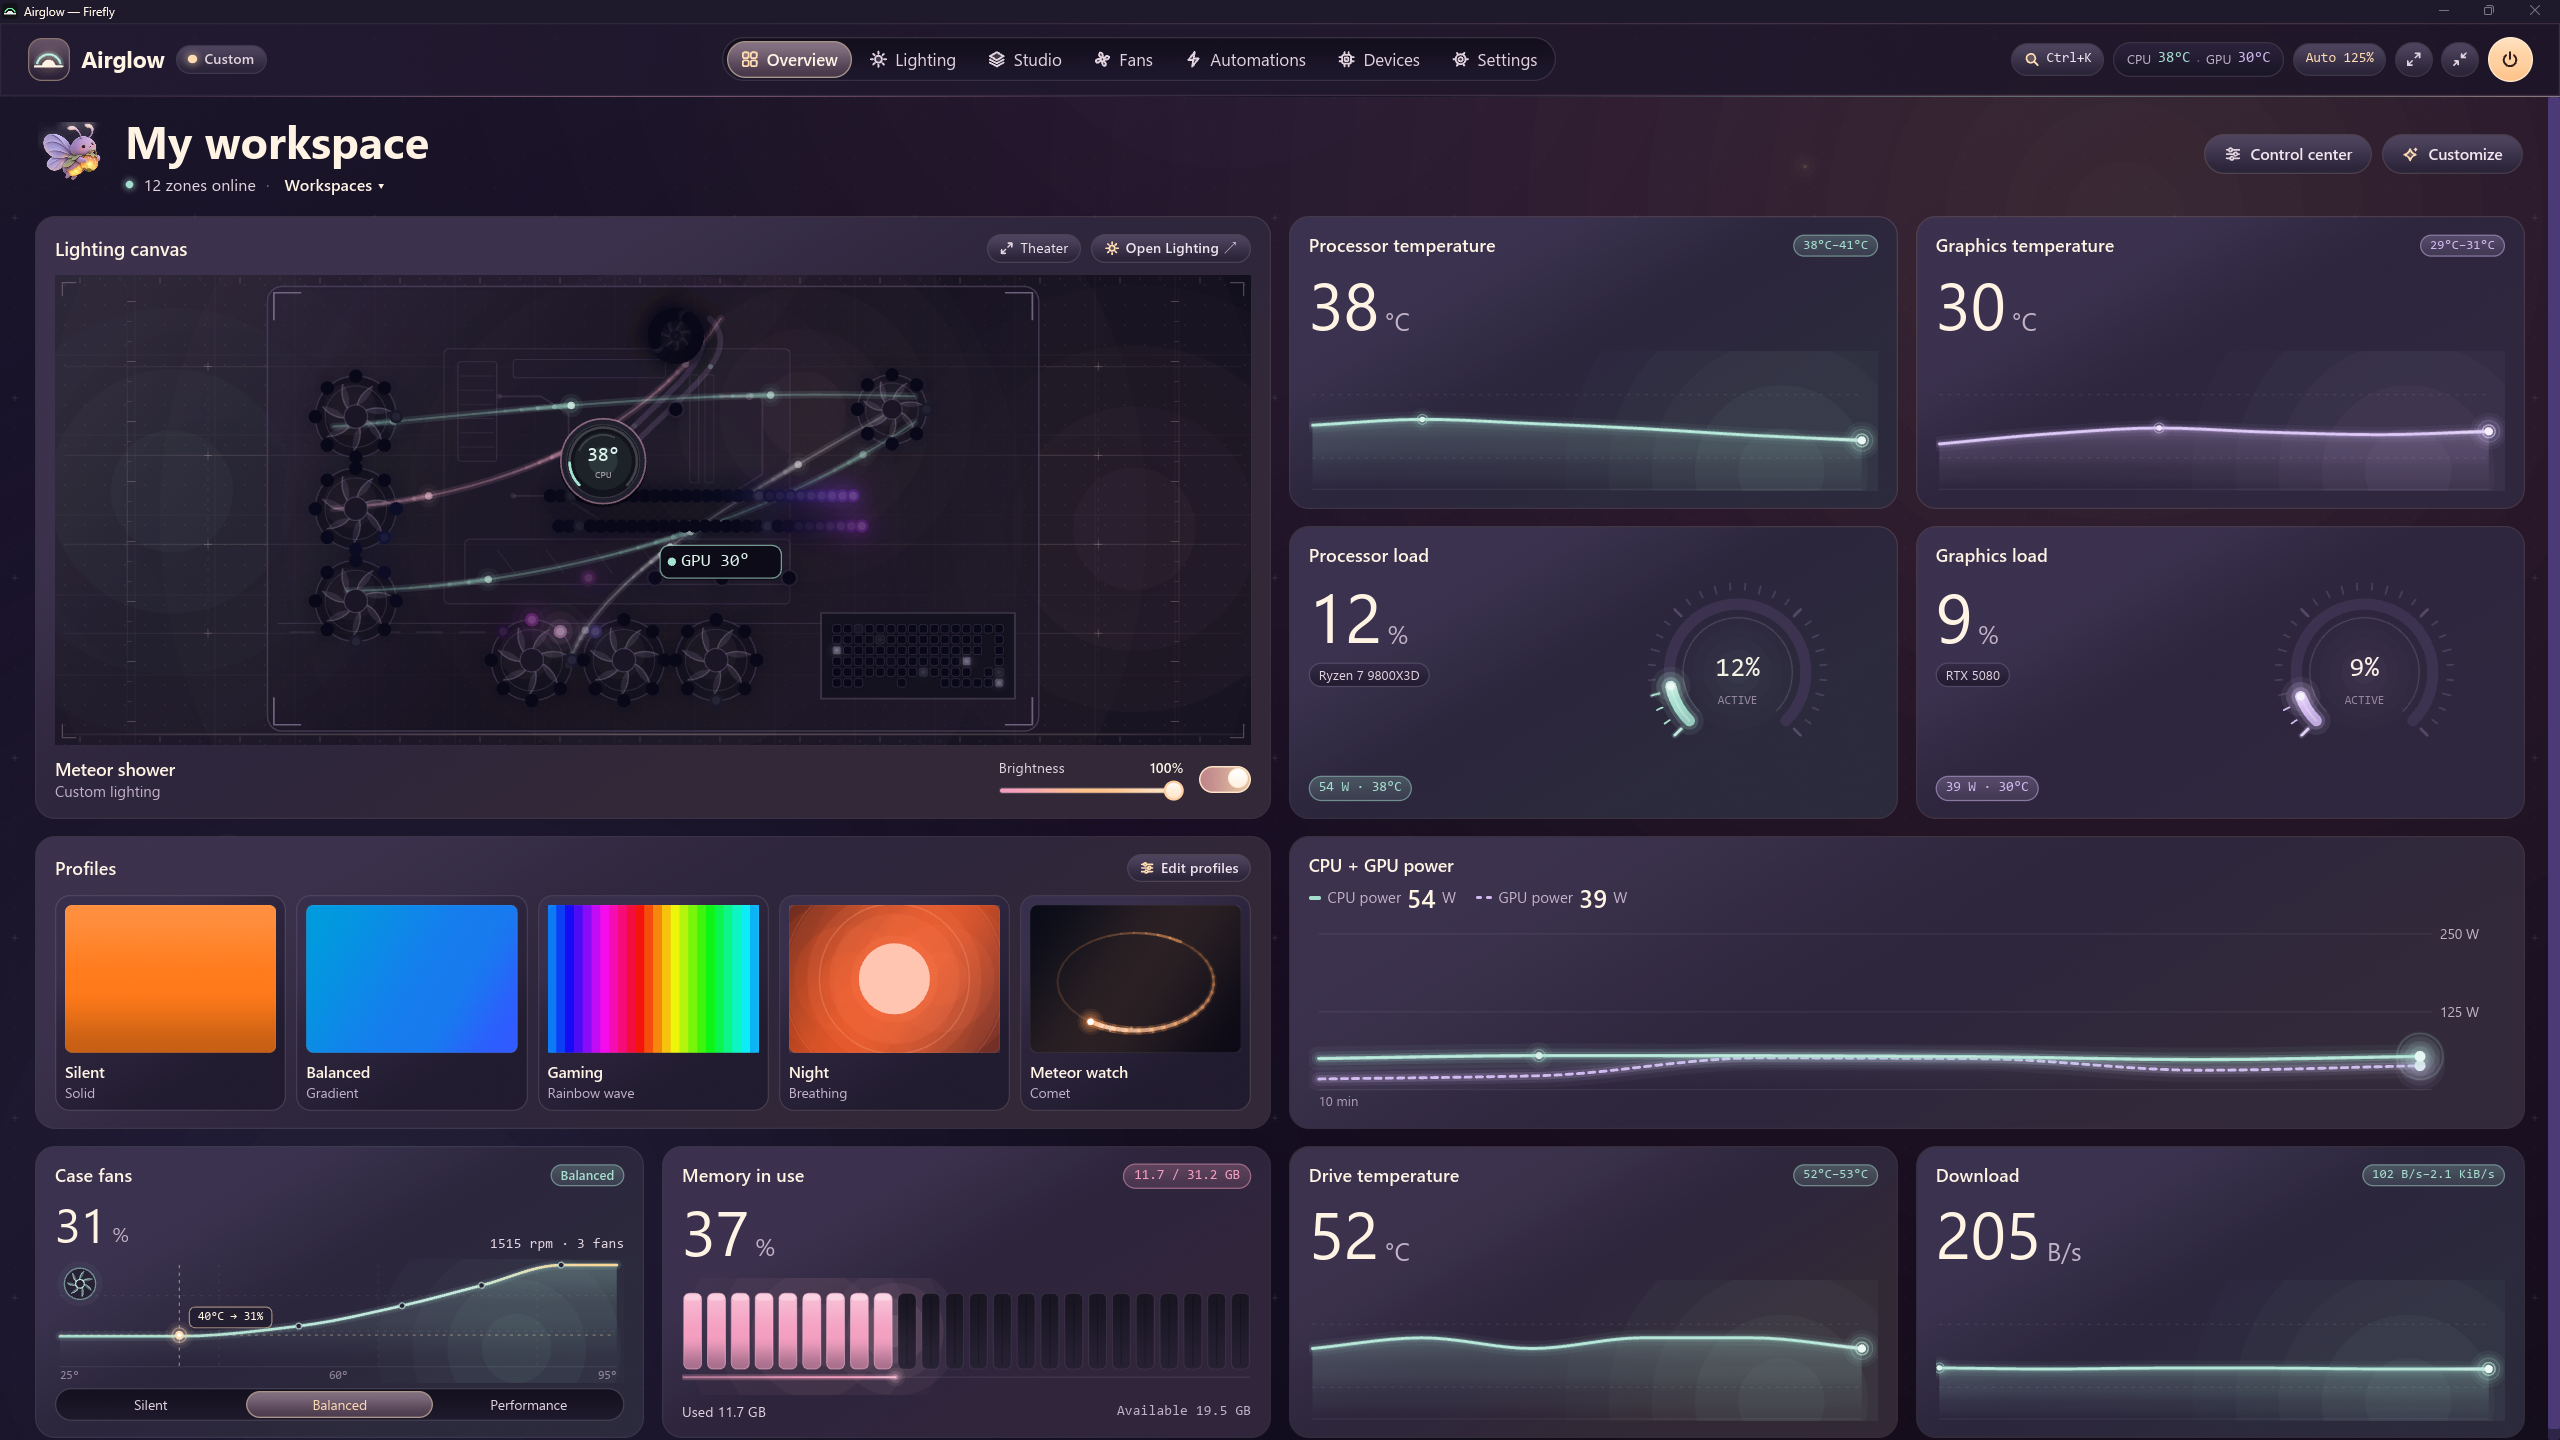 Airglow — Firefly
Airglow
Custom
Overview
Lighting
Studio
Fans
Automations
Devices
Settings
Ctrl+K
CPU 38°C · GPU 30°C
Auto 125%
My workspace
12 zones online · Workspaces ▾
Control center
Customize
Lighting canvas
Theater
Open Lighting ↗
38°
CPU
GPU 30°
Meteor shower
Custom lighting
Brightness 100%
Processor temperature
38°C–41°C
38 °C
Graphics temperature
29°C–31°C
30 °C
Processor load
12 %
Ryzen 7 9800X3D
12%
ACTIVE
54 W · 38°C
Graphics load
9 %
RTX 5080
9%
ACTIVE
39 W · 30°C
Profiles
Edit profiles
Silent
Solid
Balanced
Gradient
Gaming
Rainbow wave
Night
Breathing
Meteor watch
Comet
CPU + GPU power
CPU power 54 W
GPU power 39 W
250 W
125 W
10 min
Case fans
Balanced
31 %
1515 rpm · 3 fans
40°C → 31%
25° 60° 95°
Silent
Balanced
Performance
Memory in use
11.7 / 31.2 GB
37 %
Used 11.7 GB
Available 19.5 GB
Drive temperature
52°C–53°C
52 °C
Download
102 B/s–2.1 KiB/s
205 B/s